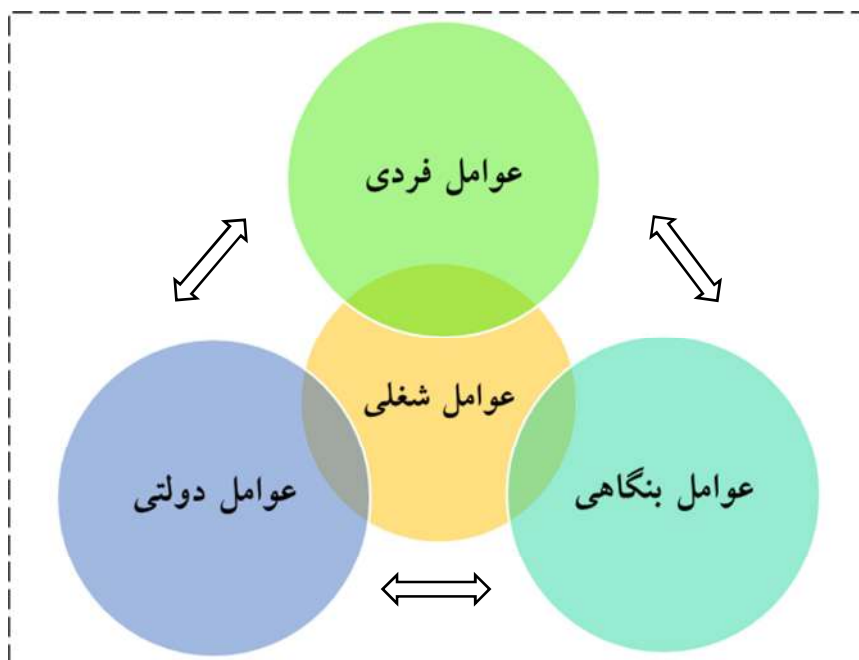 عوامل فردی
عوامل شغلی
عوامل بنگاهی
عوامل دولتی